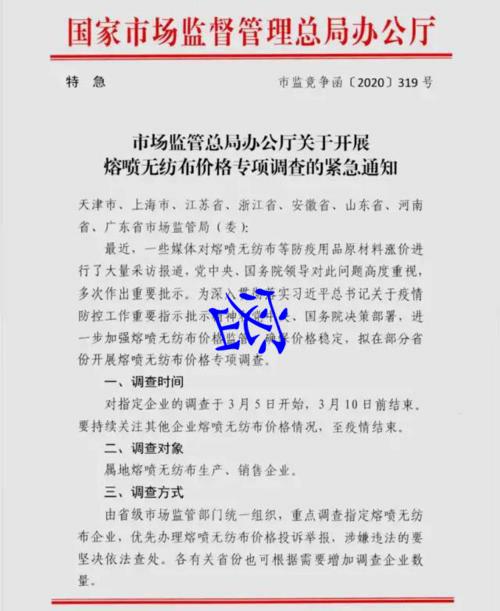 国家市场监督管理总局办公厅
特 急 市监竞争函〔2020〕319 号
市场监管总局办公厅关于开展
熔喷无纺布价格专项调查的紧急通知
天津市、上海市、江苏省、浙江省、安徽省、山东省、河南
省、广东省市场监管局（委）：
最近，一些媒体对熔喷无纺布等防疫用品原材料涨价进
行了大量采访报道，党中央、国务院领导对此问题高度重视，
多次作出重要批示。为深入贯彻落实习近平总书记关于疫情
防控工作重要指示批示精神 党中央、国务院决策部署，进
一步加强熔喷无纺布价格监管，确保价格稳定，拟在部分省
份开展熔喷无纺布价格专项调查。
一、调查时间
对指定企业的调查于 3 月 5 日开始，3 月 10 日前结束。
要持续关注其他企业熔喷无纺布价格情况，至疫情结束。
二、调查对象
属地熔喷无纺布生产、销售企业。
三、调查方式
由省级市场监管部门统一组织，重点调查指定熔喷无纺
布企业，优先办理熔喷无纺布价格投诉举报，涉嫌违法的要
坚决依法查处。各有关省份也可根据需要增加调查企业数
量。